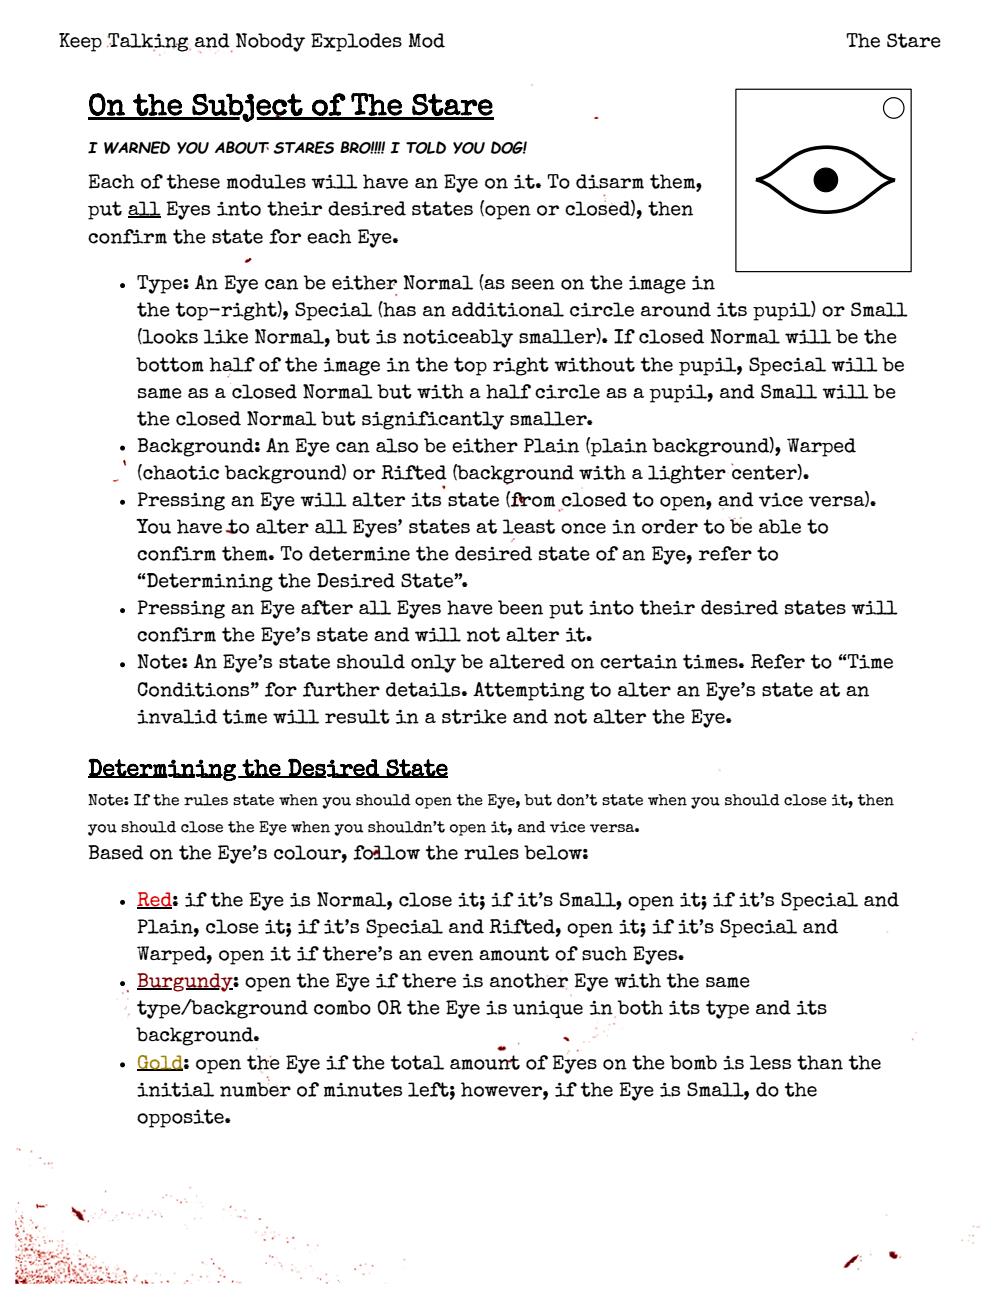 Keep Talking and Nobody Explodes Mod
The Stare
On the Subject of The Stare
I WARNED YOU ABOUT STARES BRO!!!! I TOLD YOU DOG!
Each of these modules will have an Eye on it. To disarm them,
put all Eyes into their desired states (open or closed), then
confirm the state for each Eye.
• Type: An Eye can be either Normal (as seen on the image in
the top-right), Special (has an additional circle around its pupil) or Small
(looks like Normal, but is noticeably smaller). If closed Normal will be the
bottom half of the image in the top right without the pupil, Special will be
same as a closed Normal but with a half circle as a pupil, and Small will be
the closed Normal but significantly smaller.
• Background: An Eye can also be either Plain (plain background), Warped
(chaotic background) or Rifted (background with a lighter center).
• Pressing an Eye will alter its state (from closed to open, and vice versa).
You have to alter all Eyes’ states at least once in order to be able to
confirm them. To determine the desired state of an Eye, refer to
“Determining the Desired State”.
• Pressing an Eye after all Eyes have been put into their desired states will
confirm the Eye’s state and will not alter it.
• Note: An Eye’s state should only be altered on certain times. Refer to “Time
Conditions” for further details. Attempting to alter an Eye’s state at an
invalid time will result in a strike and not alter the Eye.
Determining the Desired State
Note: If the rules state when you should open the Eye, but don’t state when you should close it, then
you should close the Eye when you shouldn’t open it, and vice versa.
Based on the Eye’s colour, follow the rules below:
• Red: if the Eye is Normal, close it; if it’s Small, open it; if it’s Special and
Plain, close it; if it’s Special and Rifted, open it; if it’s Special and
Warped, open it if there’s an even amount of such Eyes.
• Burgundy: open the Eye if there is another Eye with the same
type/background combo OR the Eye is unique in both its type and its
background.
• Gold: open the Eye if the total amount of Eyes on the bomb is less than the
initial number of minutes left; however, if the Eye is Small, do the
opposite.